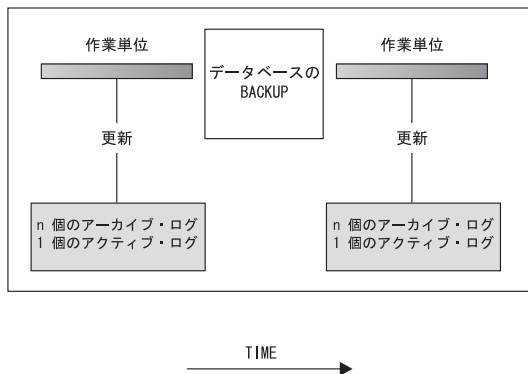 作業単位
データベースの
BACKUP
作業単位
更新
更新
n 個のアーカイブ・ログ
1 個のアクティブ・ログ
n 個のアーカイブ・ログ
1 個のアクティブ・ログ
TIME